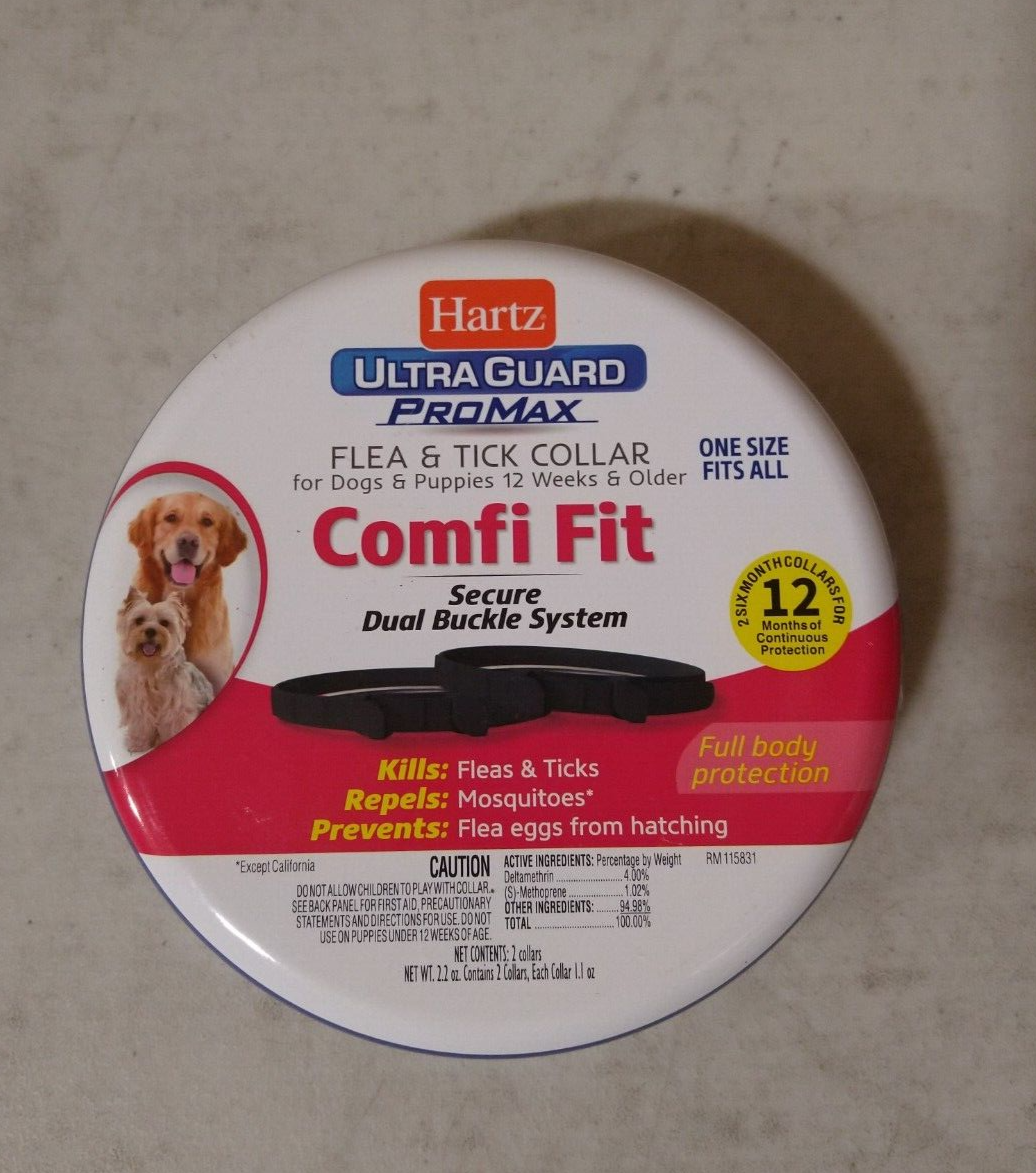 Hartz
ULTRA GUARD
PROMAX
FLEA & TICK COLLAR
for Dogs & Puppies 12 Weeks & Older
ONE SIZE
FITS ALL
Comfi Fit
Secure
Dual Buckle System
2 SIX MONTH COLLARS FOR
12
Months of
Continuous
Protection
Full body
protection
Kills: Fleas & Ticks
Repels: Mosquitoes*
Prevents: Flea eggs from hatching
*Except California
CAUTION
DO NOT ALLOW CHILDREN TO PLAY WITH COLLAR.
SEE BACK PANEL FOR FIRST AID, PRECAUTIONARY
STATEMENTS AND DIRECTIONS FOR USE. DO NOT
USE ON PUPPIES UNDER 12 WEEKS OF AGE.
ACTIVE INGREDIENTS: Percentage by Weight
Deltamethrin ........................ 4.00%
(S)-Methoprene ..................... 1.02%
OTHER INGREDIENTS: ........ 94.98%
TOTAL ........................ 100.00%
RM 115831
NET CONTENTS: 2 collars
NET WT. 2.2 oz. Contains 2 Collars, Each Collar 1.1 oz